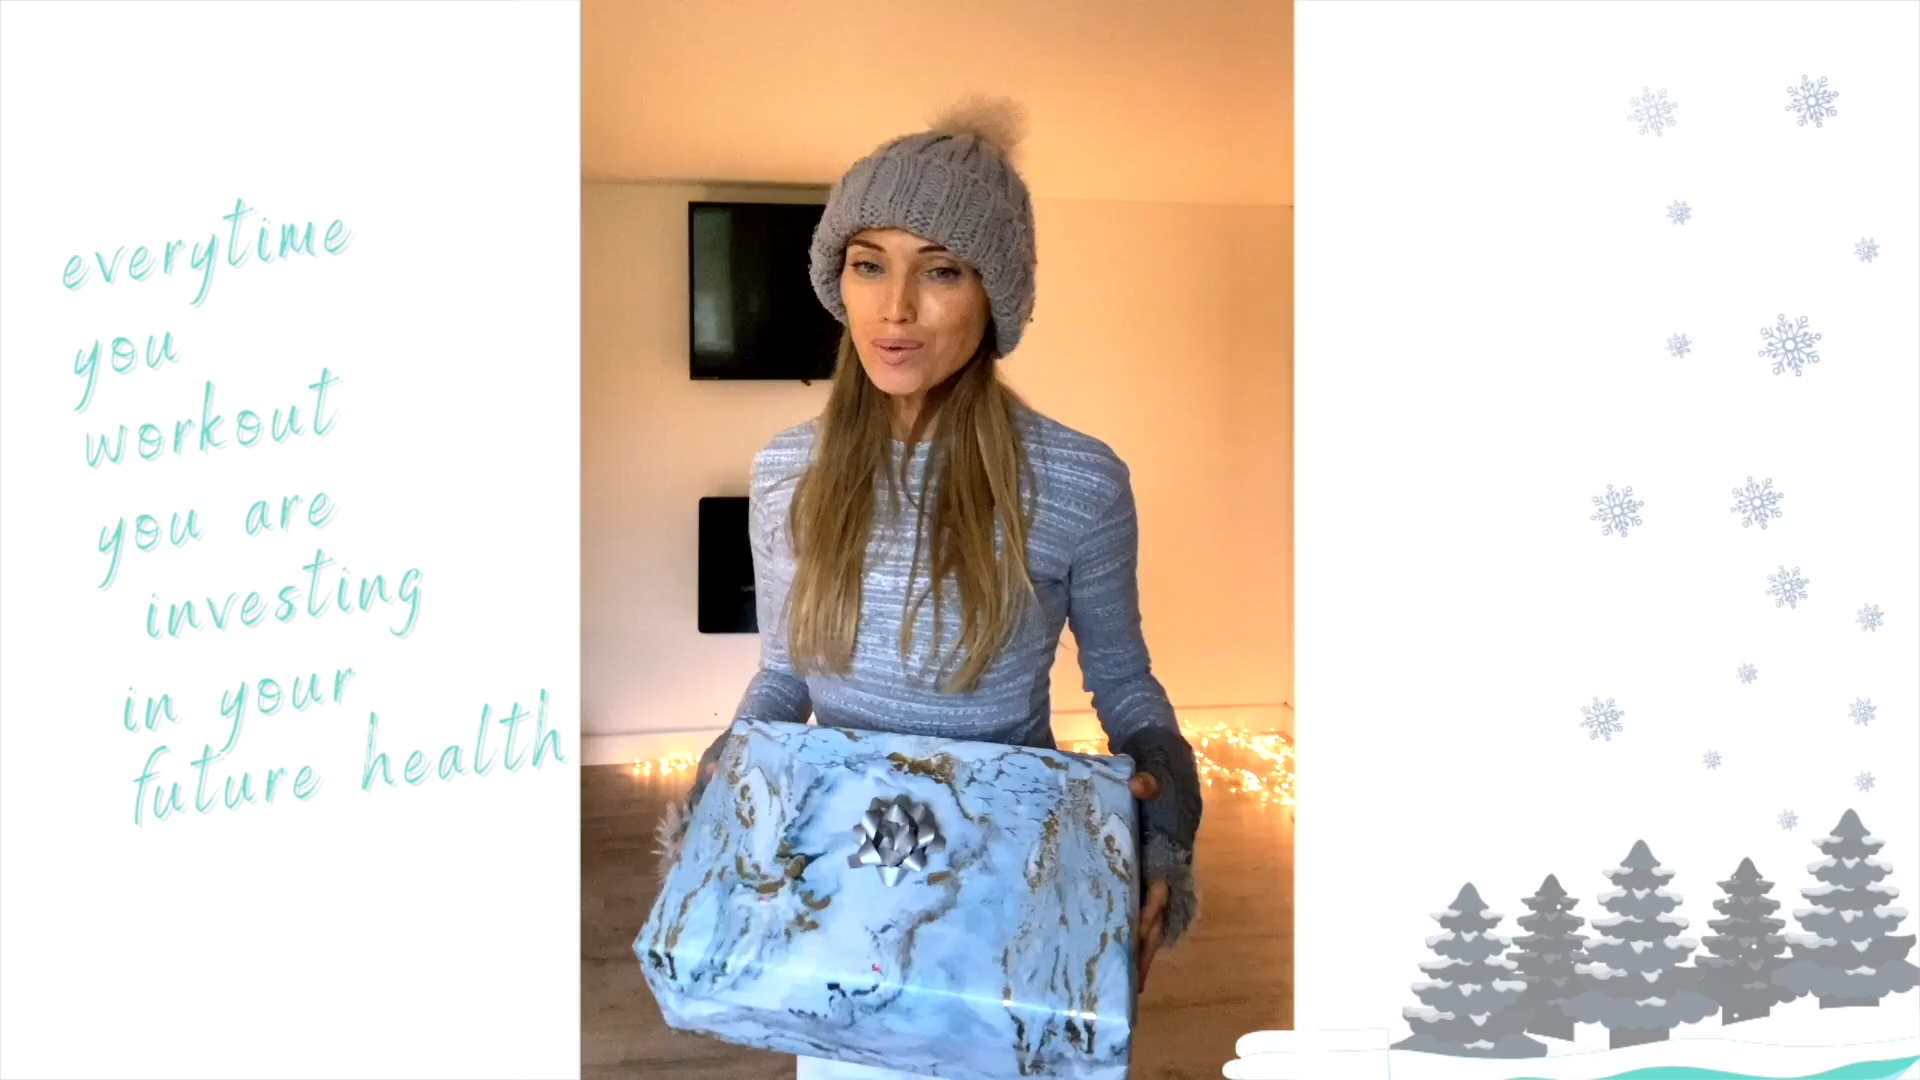 everytime
you
workout
you are
investing
in your
future health